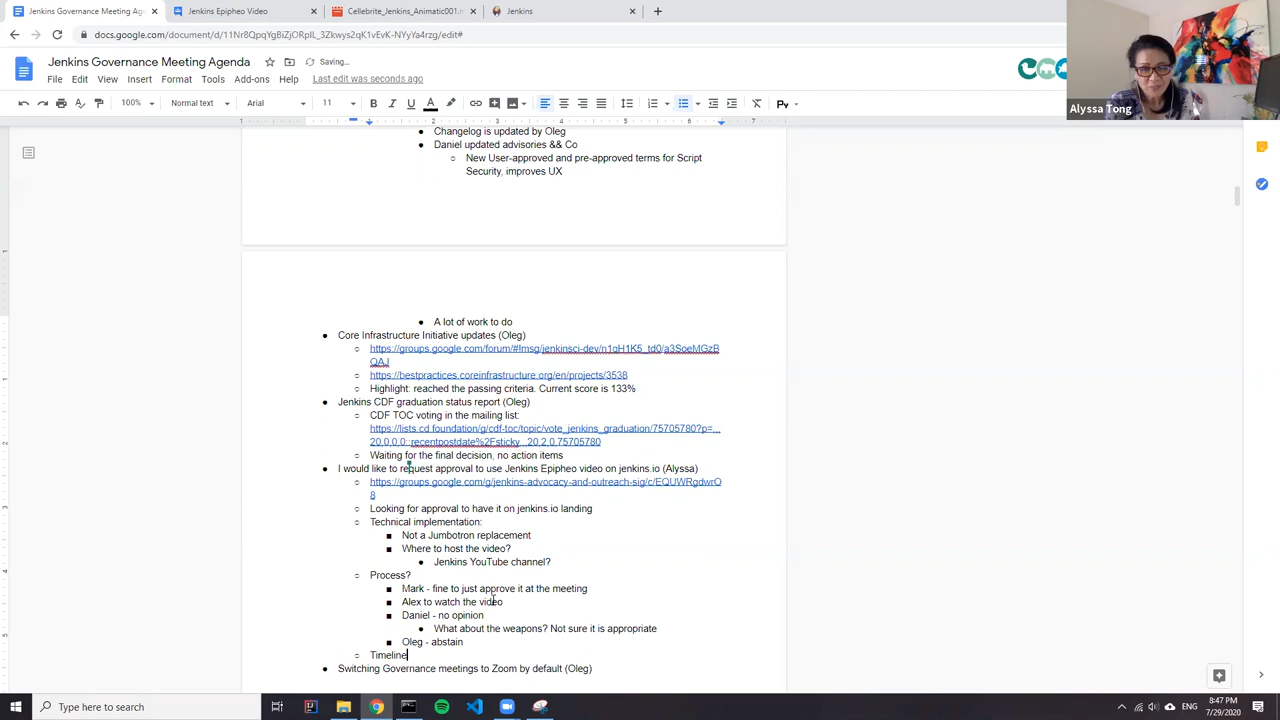 Jenkins Governance Meeting Age
Jenkins Epipheo Video
Cellebrite_Jenkins_Animatic001.m
Jenkins
docs.google.com/document/d/11Nr8QpqYgBiZjORpIL_3Zkwys2qK1vEvK-NYyYa4rzg/edit#
Jenkins Governance Meeting Agenda
Saving...
File Edit View Insert Format Tools Add-ons Help Last edit was seconds ago
100% Normal text Arial 11
Alyssa Tong
1 1 2 3 4 5 6 7
Changelog is updated by Oleg
Daniel updated advisories && Co
New User-approved and pre-approved terms for Script
Security, improves UX
A lot of work to do
Core Infrastructure Initiative updates (Oleg)
https://groups.google.com/forum/#!msg/jenkinsci-dev/n1qH1K5_td0/a3SoeMGzB
QAJ
https://bestpractices.coreinfrastructure.org/en/projects/3538
Highlight: reached the passing criteria. Current score is 133%
Jenkins CDF graduation status report (Oleg)
CDF TOC voting in the mailing list:
https://lists.cd.foundation/g/cdf-toc/topic/vote_jenkins_graduation/75705780?p=,,,
20,0,0,0::recentpostdate%2Fsticky,,,20,2,0,75705780
Waiting for the final decision, no action items
I would like to request approval to use Jenkins Epipheo video on jenkins.io (Alyssa)
https://groups.google.com/g/jenkins-advocacy-and-outreach-sig/c/EQUWRgdwrO
8
Looking for approval to have it on jenkins.io landing
Technical implementation:
Not a Jumbotron replacement
Where to host the video?
Jenkins YouTube channel?
Process?
Mark - fine to just approve it at the meeting
Alex to watch the video
Daniel - no opinion
What about the weapons? Not sure it is appropriate
Oleg - abstain
Timeline
Switching Governance meetings to Zoom by default (Oleg)
Type here to search
ENG
8:47 PM
7/29/2020